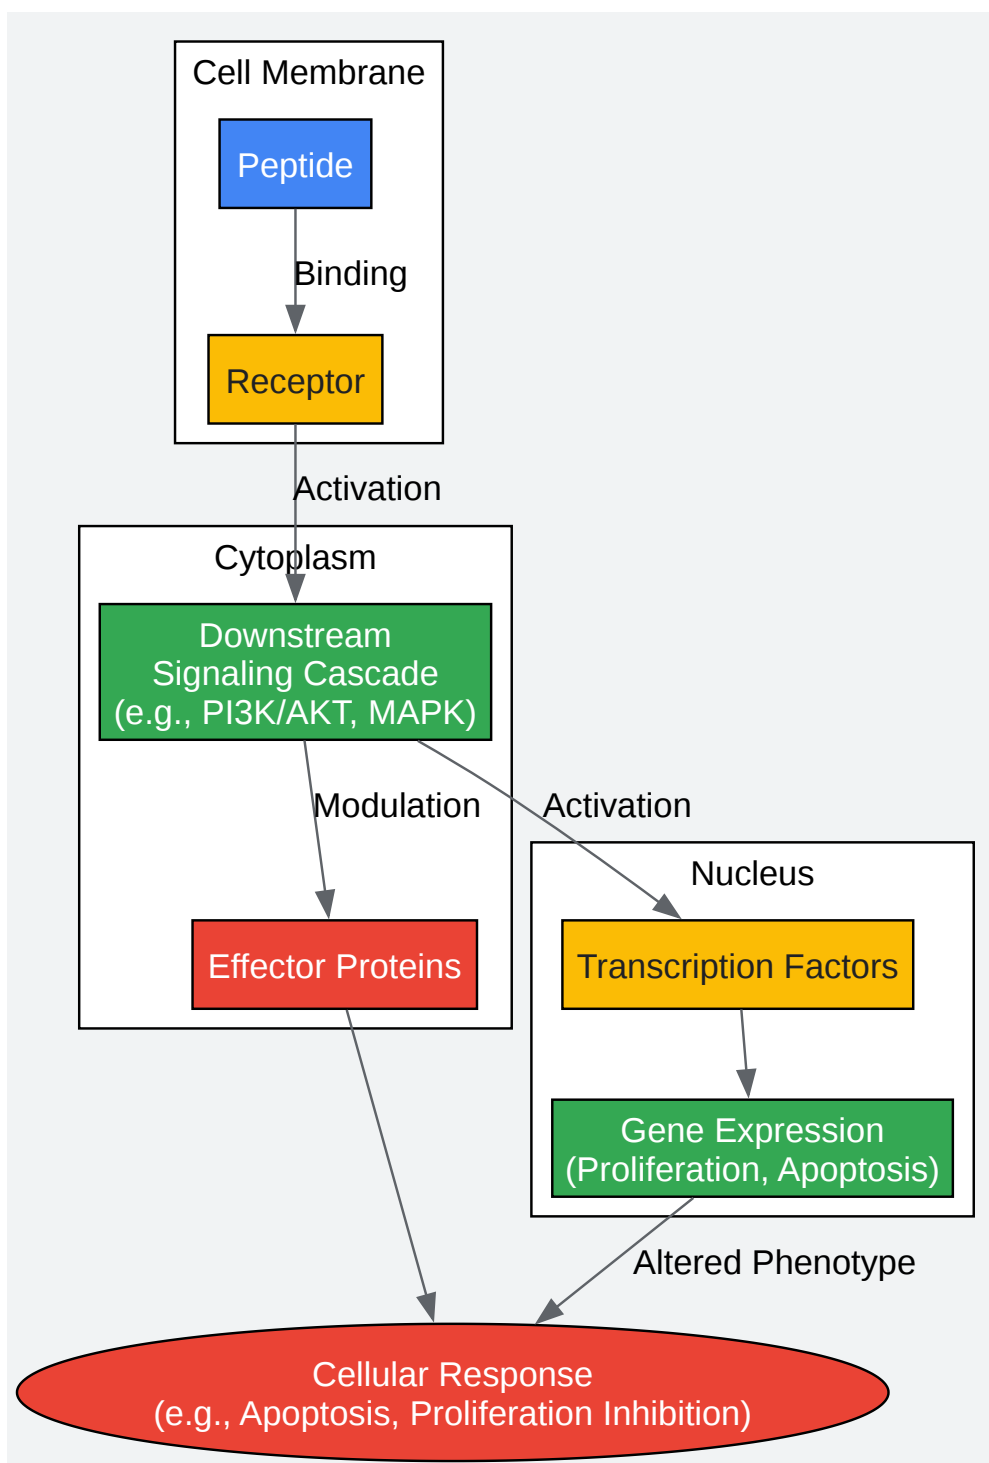 Cell Membrane
Peptide
Binding
Receptor
Activation
Cytoplasm
Downstream
Signaling Cascade
(e.g., PI3K/AKT, MAPK)
Modulation
Activation
Nucleus
Effector Proteins
Transcription Factors
Gene Expression
(Proliferation, Apoptosis)
Altered Phenotype
Cellular Response
(e.g., Apoptosis, Proliferation Inhibition)